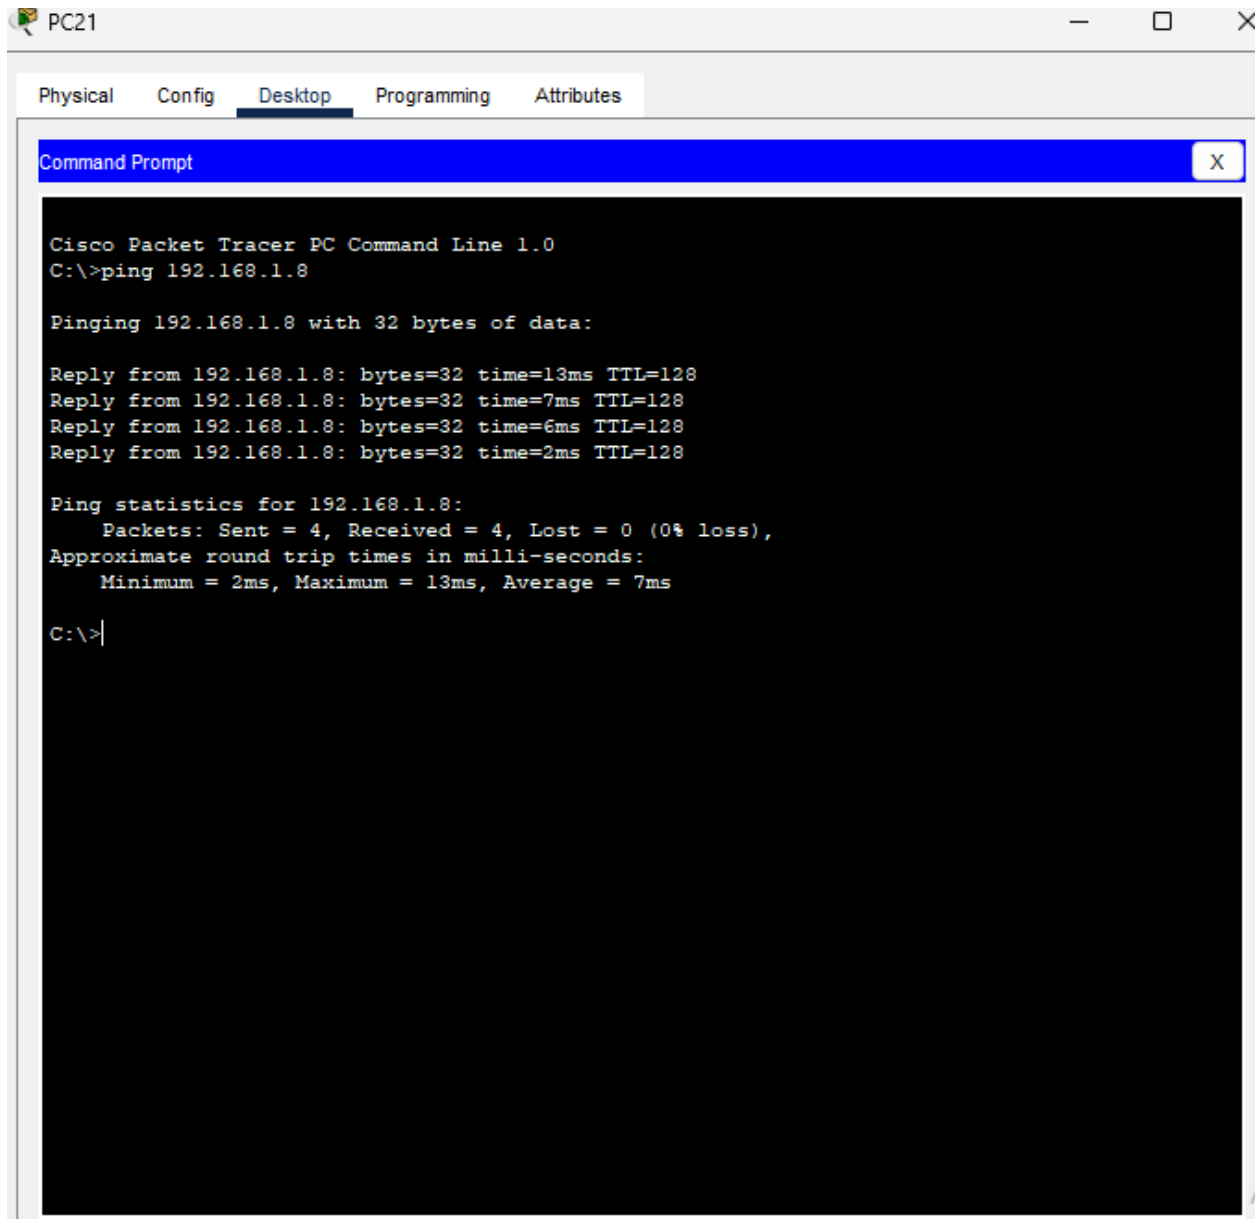 PC21
Physical Config Desktop Programming Attributes
Command Prompt
X
Cisco Packet Tracer PC Command Line 1.0
C:\>ping 192.168.1.8
Pinging 192.168.1.8 with 32 bytes of data:
Reply from 192.168.1.8: bytes=32 time=13ms TTL=128
Reply from 192.168.1.8: bytes=32 time=7ms TTL=128
Reply from 192.168.1.8: bytes=32 time=6ms TTL=128
Reply from 192.168.1.8: bytes=32 time=2ms TTL=128
Ping statistics for 192.168.1.8:
Packets: Sent = 4, Received = 4, Lost = 0 (0% loss),
Approximate round trip times in milli-seconds:
Minimum = 2ms, Maximum = 13ms, Average = 7ms
C:\>